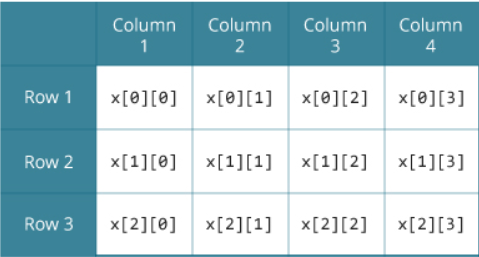 Column Column Column Column
1 2 3 4
Row 1 x[0][0] x[0][1] x[0][2] x[0][3]
Row 2 x[1][0] x[1][1] x[1][2] x[1][3]
Row 3 x[2][0] x[2][1] x[2][2] x[2][3]